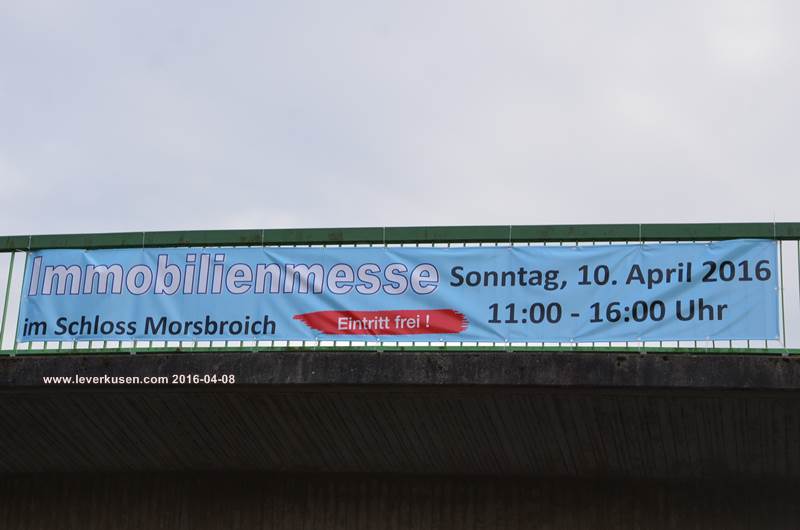 Immobilienmesse
im Schloss Morsbroich
Eintritt frei !
Sonntag, 10. April 2016
11:00 - 16:00 Uhr
www.leverkusen.com 2016-04-08